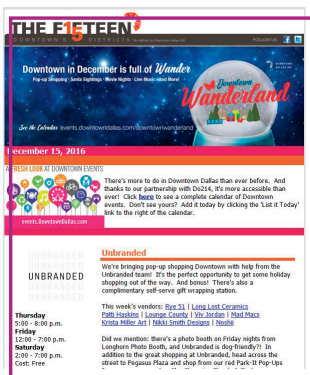 THE F15TEEN
DOWNTOWN'S 15 DISTRICTS
FOLLOW US:
Downtown in December is full of Wander
Pop-up Shopping · Santa Sightings · Movie Nights · Live Music and More!
Downtown
Wanderland
See the Calendar events.downtowndallas.com/downtownwanderland
December 15, 2016
A FRESH LOOK AT DOWNTOWN EVENTS
events.DowntownDallas.com
There's more to do in Downtown Dallas than ever before. And
thanks to our partnership with Do214, it's more accessible than
ever! Click here to see a complete calendar of Downtown
events. Don't see yours? Add it today by clicking the 'List it Today'
link to the right of the calendar.
UNBRANDED
UNBRANDED
UNBRANDED
UNBRANDED
Thursday
5:00 - 8:00 p.m.
Friday
12:00 - 7:00 p.m.
Saturday
2:00 - 7:00 p.m.
Cost: Free
Unbranded
We're bringing pop-up shopping Downtown with help from the
Unbranded team! It's the perfect opportunity to get some holiday
shopping out of the way. And bonus! There's also a
complimentary self-serve gift wrapping station.
This week's vendors: Rye 51 | Long Lost Ceramics
Patti Haskins | Lounge County | Viv Jordan | Mad Macs
Krista Miller Art | Nikki Smith Designs | Noshii
Did we mention: there's a photo booth on Friday nights from
Longhorn Photo Booth, and Unbranded is dog-friendly?! In
addition to the great shopping at Unbranded, head across the
street to Pegasus Plaza and shop from our red Park-It Pop-Ups